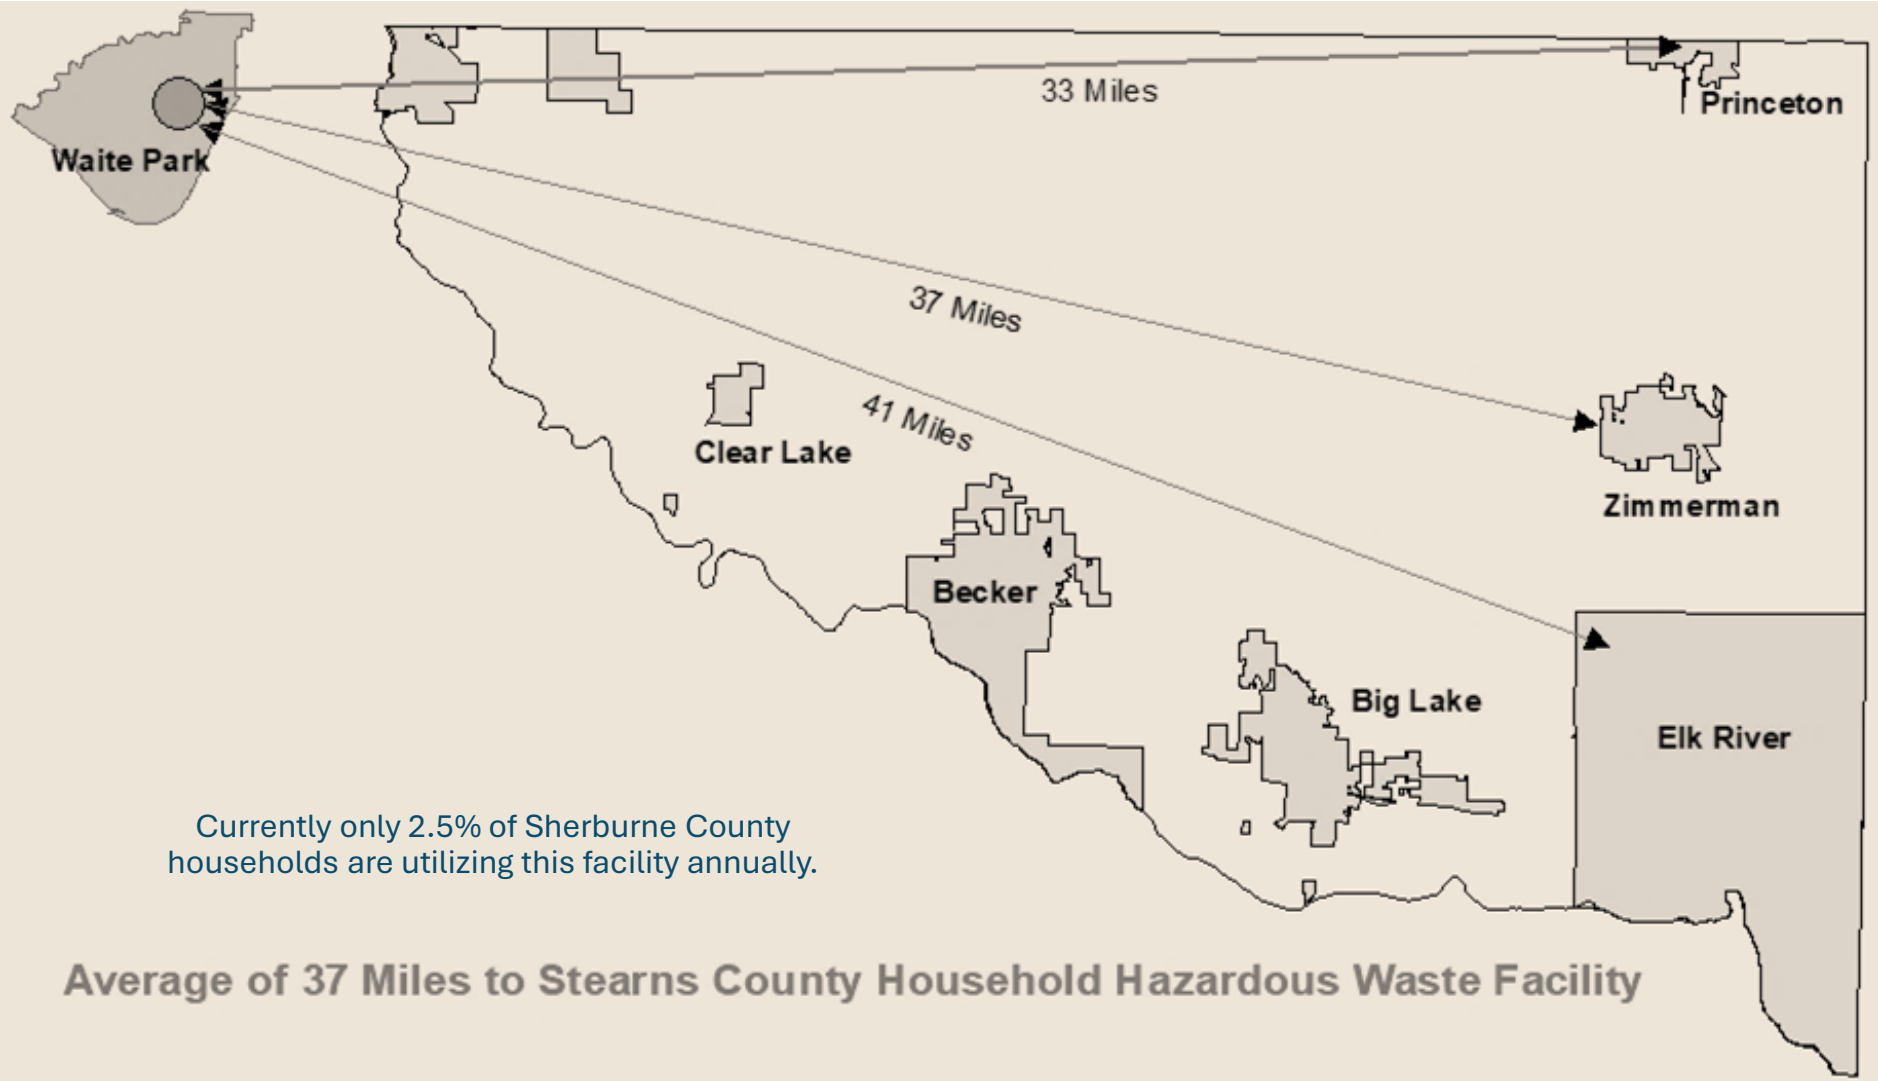 33 Miles
Princeton
Waite Park
37 Miles
41 Miles
Clear Lake
Zimmerman
Becker
Big Lake
Elk River
Currently only 2.5% of Sherburne County
households are utilizing this facility annually.
Average of 37 Miles to Stearns County Household Hazardous Waste Facility